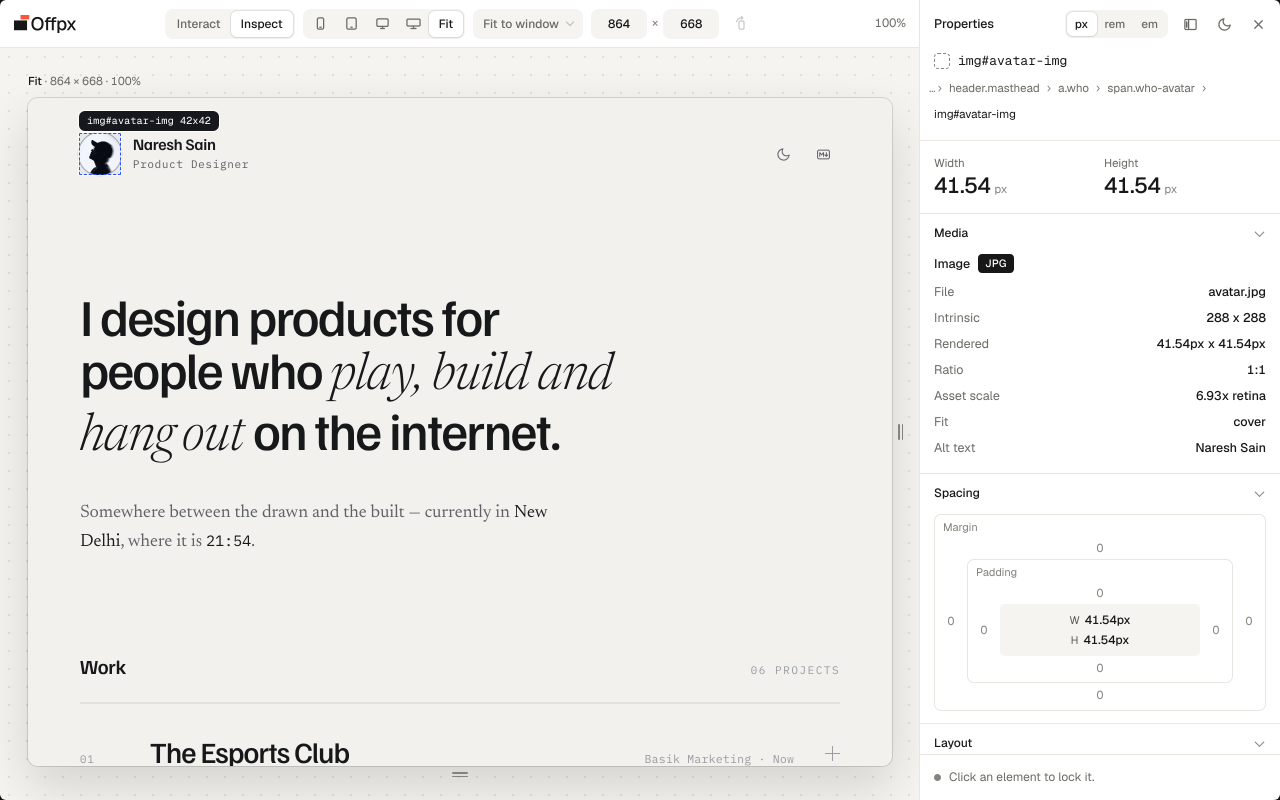 Offpx
Interact Inspect Fit Fit to window 864 × 668 100%
Fit · 864 × 668 · 100%
img#avatar-img 42x42
Naresh Sain
Product Designer
I design products for
people who play, build and
hang out on the internet.
Somewhere between the drawn and the built — currently in New
Delhi, where it is 21:54.
Work 06 PROJECTS
01 The Esports Club Basik Marketing · Now
Properties px rem em
img#avatar-img
… › header.masthead › a.who › span.who-avatar ›
img#avatar-img
Width Height
41.54 px 41.54 px
Media
Image JPG
File avatar.jpg
Intrinsic 288 x 288
Rendered 41.54px x 41.54px
Ratio 1:1
Asset scale 6.93x retina
Fit cover
Alt text Naresh Sain
Spacing
Margin
0
Padding
0
0 0 W 41.54px 0 0
H 41.54px
0
0
Layout
Click an element to lock it.